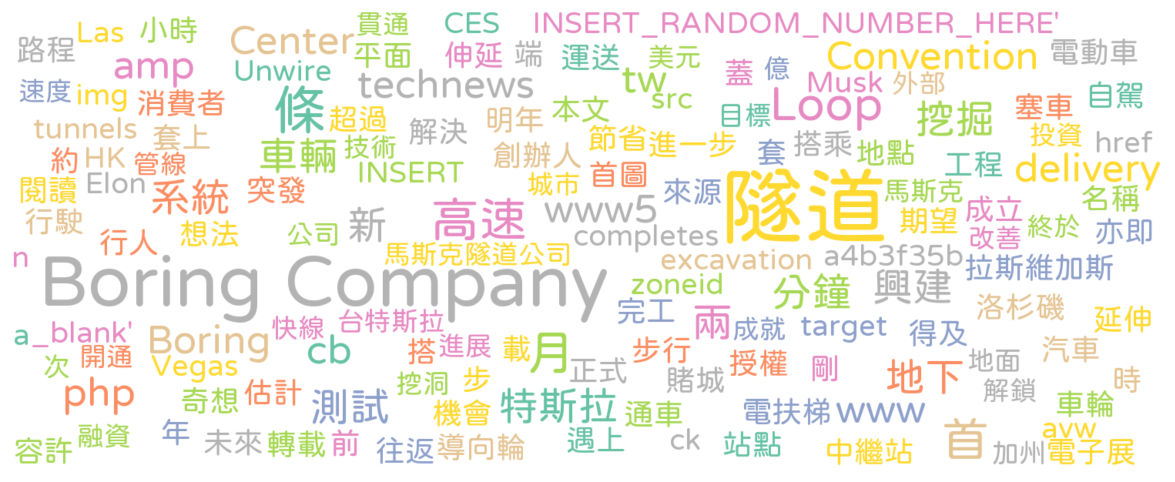 貫通 CES INSERT_RANDOM_NUMBER_HERE'
路程 Las 小時 Center 平面 伸延 端 運送 美元 Convention 電動車
amp Unwire technews tw 蓋 億 Musk 外部
速度 img 消費者 條 超過 明年 本文 src 目標 Loop 挖掘 塞車 自駕
tunnels 套上 車輛 技術 解決 創辦人 節省 進一步 套 搭乘 地點 工程 投資 href
約 HK 管線 INSERT 城市 首圖 delivery
閱讀 Elon 系統 突發 高速 www5 來源 隧道 馬斯克 期望 成立 名稱
行駛 行人 想法 公司 新 completes 改善 終於 亦即
n 馬斯克隧道公司 excavation a4b3f35b 拉斯維加斯
Boring Company zoneid 分鐘 興建
a_blank' Boring 快線 台特斯拉 完工 兩 成就 target 得及 洛杉磯 延伸
次 開通 Vegas cb 搭 進展 載 月 正式 步行 授權 剛 地面 汽車
php 奇想 估計 測試 挖洞 步 機會 特斯拉 通車 賭城 電扶梯 www 地下 解鎖 時 車輪
容許 融資 年 未來 轉載 前 往返 導向輪 遇上 ck 站點 中繼站 首 加州 avw 電子展